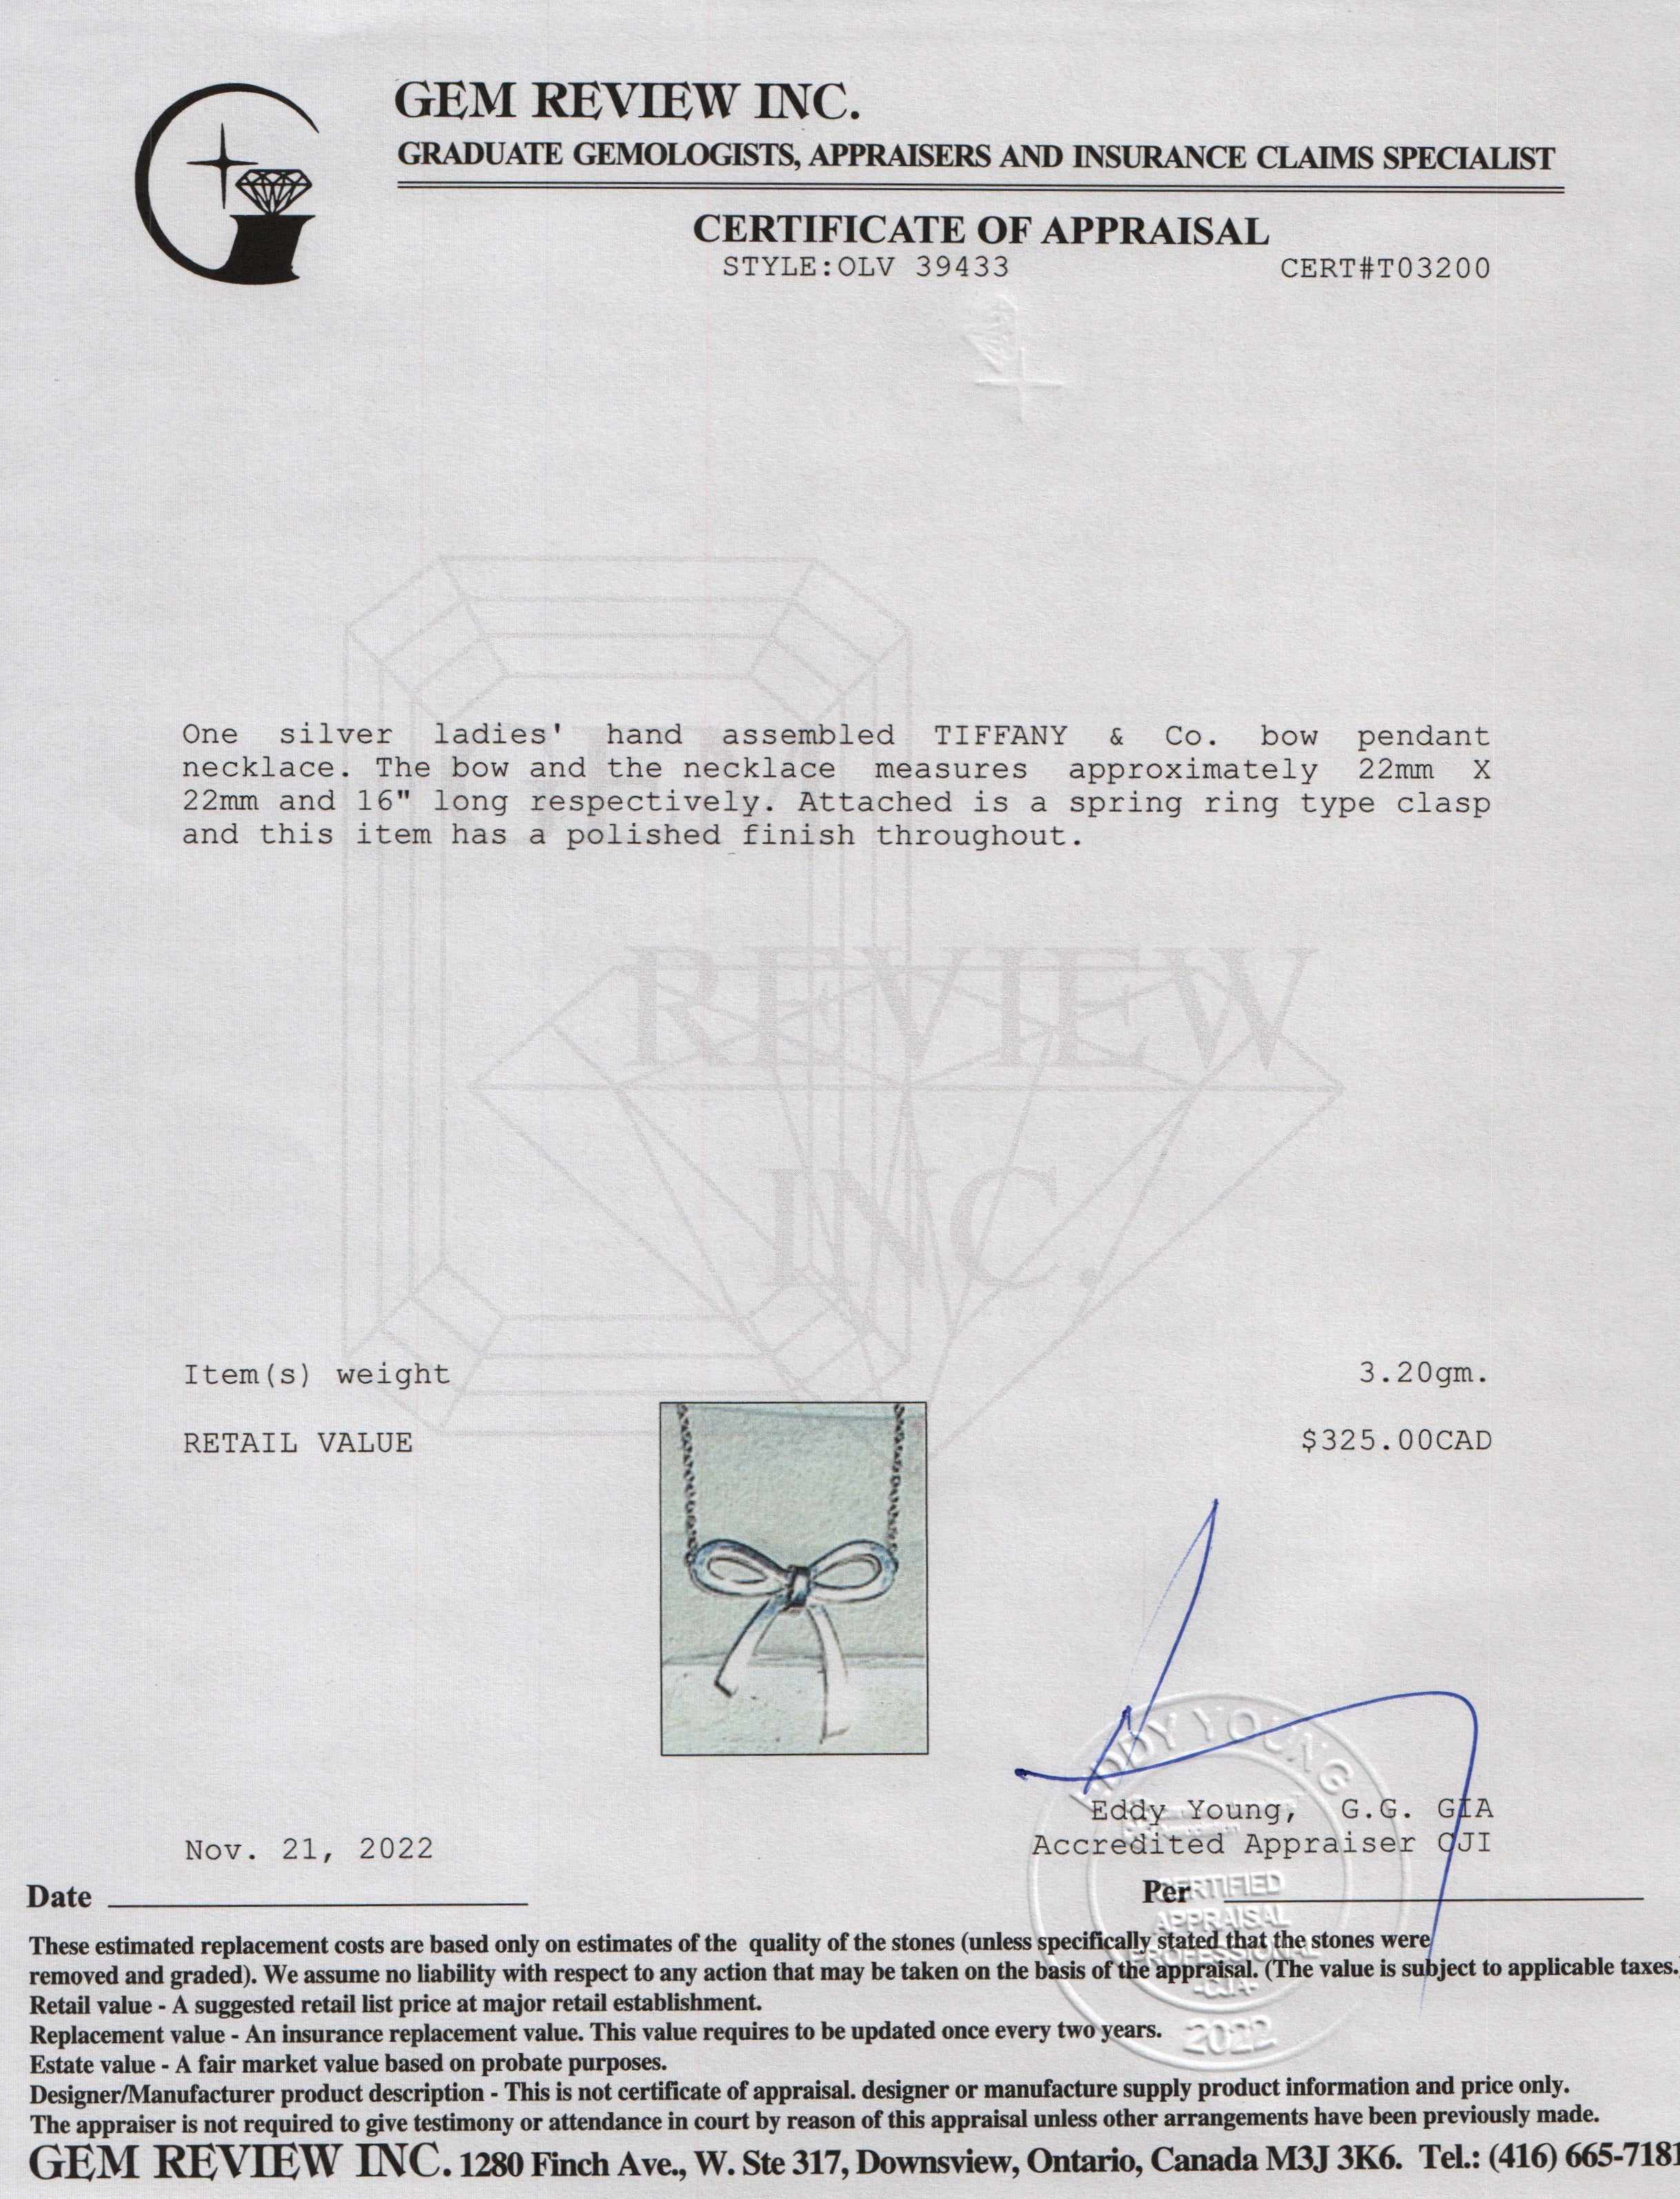 GEM REVIEW INC.
GRADUATE GEMOLOGISTS, APPRAISERS AND INSURANCE CLAIMS SPECIALIST
CERTIFICATE OF APPRAISAL
STYLE:OLV 39433 CERT#T03200
One silver ladies' hand assembled TIFFANY & Co. bow pendant
necklace. The bow and the necklace measures approximately 22mm X
22mm and 16" long respectively. Attached is a spring ring type clasp
and this item has a polished finish throughout.
REVIEW
INC.
Item(s) weight 3.20gm.
RETAIL VALUE $325.00CAD
EDDY YOUNG
Eddy Young, G.G. GIA
Accredited Appraiser CJI
Nov. 21, 2022
Date
Per
CERTIFIED
APPRAISAL
PROFESSIONAL
-CJA-
2022
These estimated replacement costs are based only on estimates of the quality of the stones (unless specifically stated that the stones were
removed and graded). We assume no liability with respect to any action that may be taken on the basis of the appraisal. (The value is subject to applicable taxes.
Retail value - A suggested retail list price at major retail establishment.
Replacement value - An insurance replacement value. This value requires to be updated once every two years.
Estate value - A fair market value based on probate purposes.
Designer/Manufacturer product description - This is not certificate of appraisal. designer or manufacture supply product information and price only.
The appraiser is not required to give testimony or attendance in court by reason of this appraisal unless other arrangements have been previously made.
GEM REVIEW INC. 1280 Finch Ave., W. Ste 317, Downsview, Ontario, Canada M3J 3K6. Tel.: (416) 665-7181